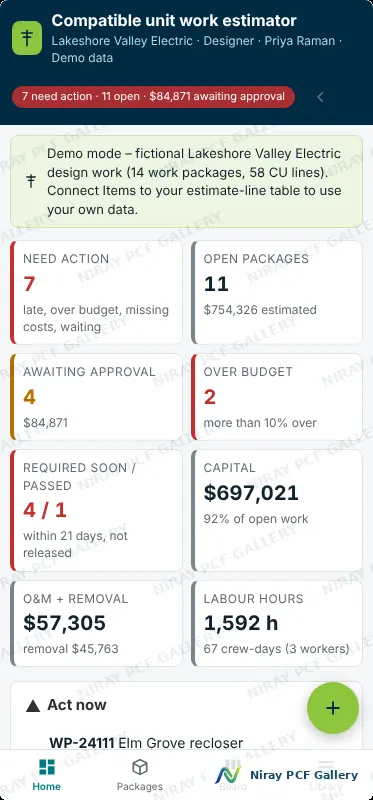 Compatible unit work estimator
Lakeshore Valley Electric · Designer · Priya Raman ·
Demo data
7 need action · 11 open · $84,871 awaiting approval
Demo mode – fictional Lakeshore Valley Electric
design work (14 work packages, 58 CU lines).
Connect Items to your estimate-line table to use
your own data.
NEED ACTION
7
late, over budget, missing
costs, waiting
OPEN PACKAGES
11
$754,326 estimated
AWAITING APPROVAL
4
$84,871
OVER BUDGET
2
more than 10% over
REQUIRED SOON /
PASSED
4 / 1
within 21 days, not
released
CAPITAL
$697,021
92% of open work
O&M + REMOVAL
$57,305
removal $45,763
LABOUR HOURS
1,592 h
67 crew-days (3 workers)
Act now
+
WP-24111 Elm Grove recloser
Home
Packages
Board
Library
Niray PCF Gallery
NIRAY PCF GALLERY